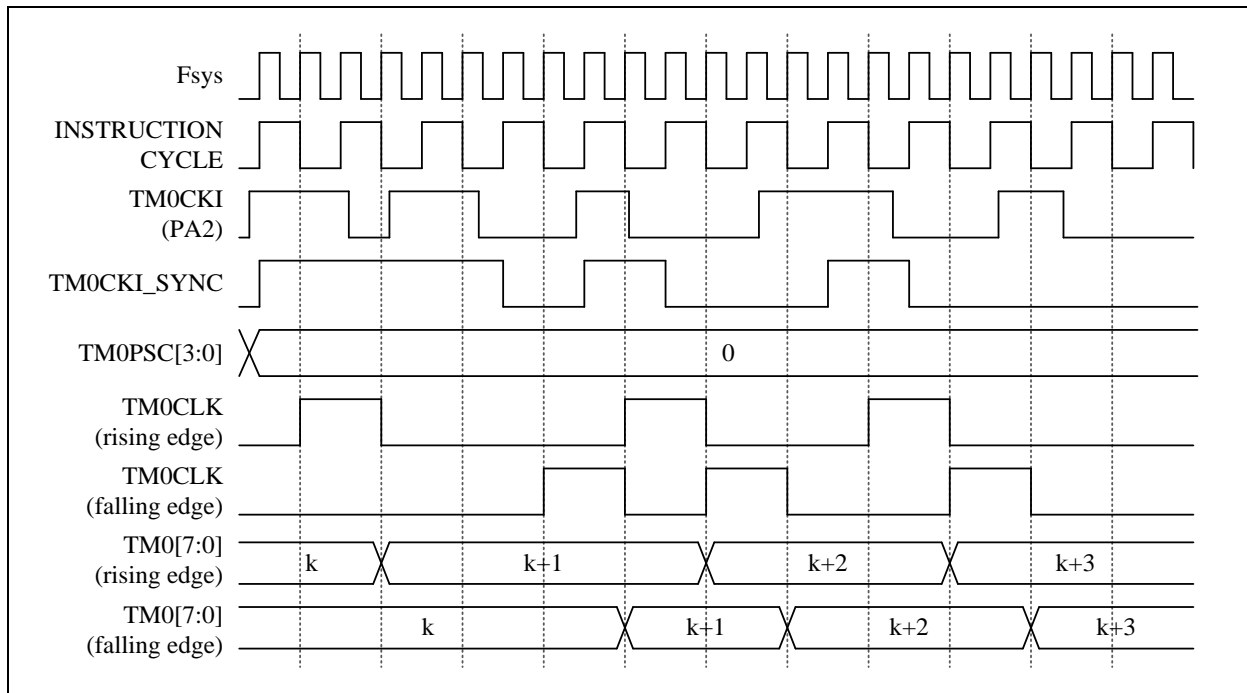 Fsys
INSTRUCTION
CYCLE
TM0CKI
(PA2)
TM0CKI_SYNC
TM0PSC[3:0]
0
TM0CLK
(rising edge)
TM0CLK
(falling edge)
TM0[7:0]
(rising edge)
k
k+1
k+2
k+3
TM0[7:0]
(falling edge)
k
k+1
k+2
k+3